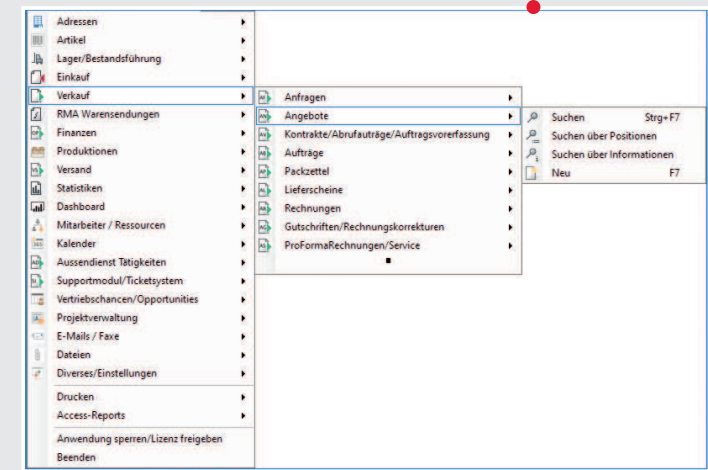 Adressen
Artikel
Lager/Bestandsführung
Einkauf
Verkauf
RMA Warensendungen
Finanzen
Produktionen
Versand
Statistiken
Dashboard
Mitarbeiter / Ressourcen
Kalender
Aussendienst Tätigkeiten
Supportmodul/Ticketsystem
Vertriebschancen/Opportunities
Projektverwaltung
E-Mails / Faxe
Dateien
Diverses/Einstellungen
Drucken
Access-Reports
Anwendung sperren/Lizenz freigeben
Beenden
Anfragen
Angebote
Kontrakte/Abrufauträge/Auftragsvorerfassung
Aufträge
Packzettel
Lieferscheine
Rechnungen
Gutschriften/Rechnungskorrekturen
ProFormaRechnungen/Service
Suchen Strg+F7
Suchen über Positionen
Suchen über Informationen
Neu F7